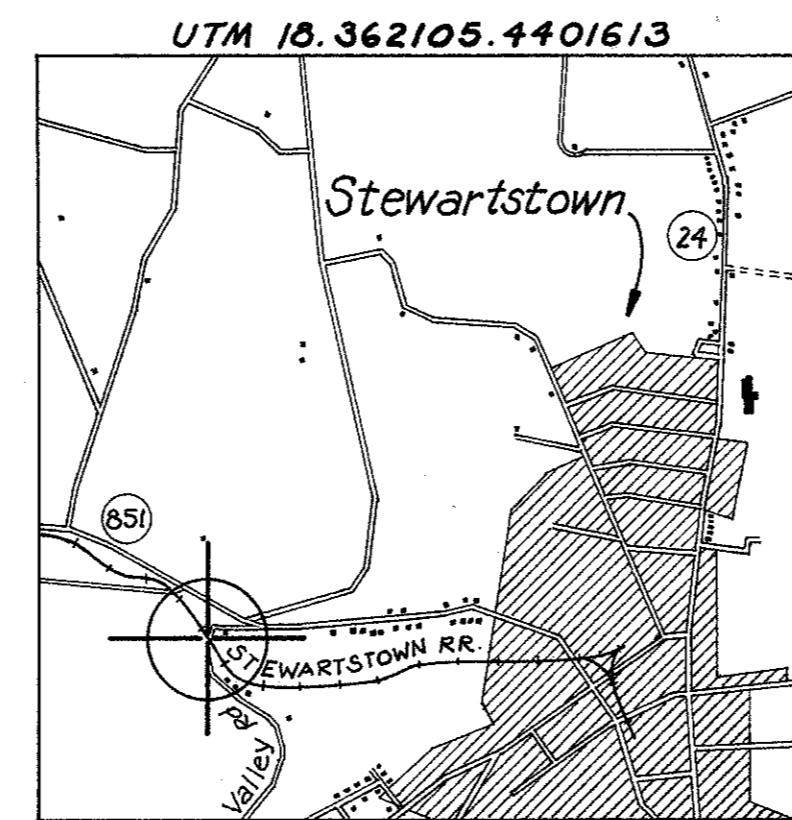 UTM 18.362105.4401613
Stewartstown
24
851
STEWARTSTOWN RR.
Valley Rd